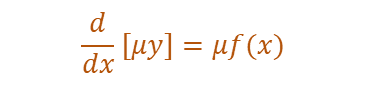 d/dx [μy] = μf(x)